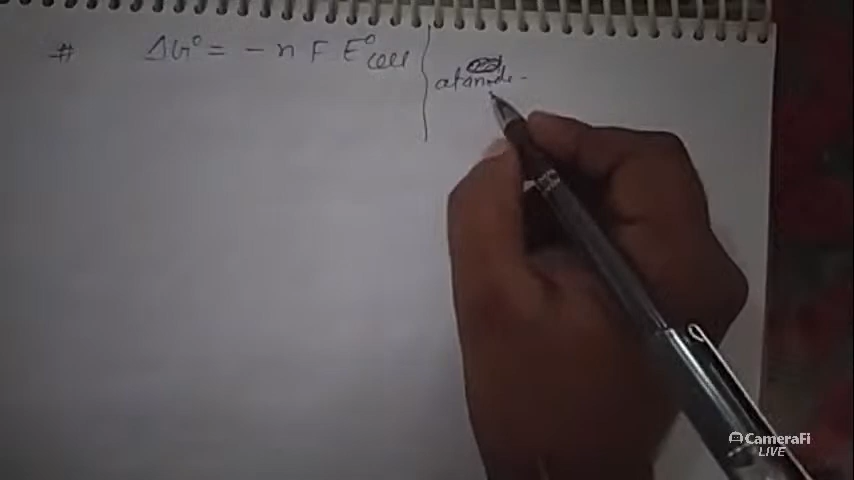 # ΔG° = - n F E°cell
at anode -
CameraFi
LIVE